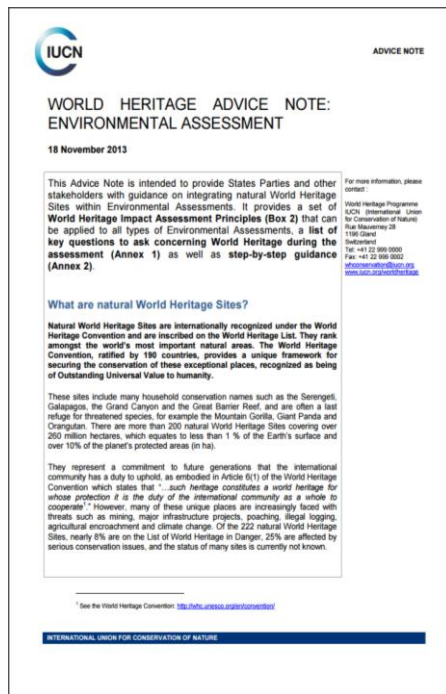 IUCN
ADVICE NOTE
WORLD HERITAGE ADVICE NOTE:
ENVIRONMENTAL ASSESSMENT
18 November 2013
This Advice Note is intended to provide States Parties and other
stakeholders with guidance on integrating natural World Heritage
Sites within Environmental Assessments. It provides a set of
World Heritage Impact Assessment Principles (Box 2) that can
be applied to all types of Environmental Assessments, a list of
key questions to ask concerning World Heritage during the
assessment (Annex 1) as well as step-by-step guidance
(Annex 2).
For more information, please
contact :
World Heritage Programme
IUCN (International Union
for Conservation of Nature)
Rue Mauverney 28
1196 Gland
Switzerland
Tel: +41 22 999 0000
Fax: +41 22 999 0002
whconservation@iucn.org
www.iucn.org/worldheritage
What are natural World Heritage Sites?
Natural World Heritage Sites are internationally recognized under the World
Heritage Convention and are inscribed on the World Heritage List. They rank
amongst the world's most important natural areas. The World Heritage
Convention, ratified by 190 countries, provides a unique framework for
securing the conservation of these exceptional places, recognized as being
of Outstanding Universal Value to humanity.
These sites include many household conservation names such as the Serengeti,
Galapagos, the Grand Canyon and the Great Barrier Reef, and are often a last
refuge for threatened species, for example the Mountain Gorilla, Giant Panda and
Orangutan. There are more than 200 natural World Heritage Sites covering over
260 million hectares, which equates to less than 1 % of the Earth's surface and
over 10% of the planet's protected areas (in ha).
They represent a commitment to future generations that the international
community has a duty to uphold, as embodied in Article 6(1) of the World Heritage
Convention which states that "…such heritage constitutes a world heritage for
whose protection it is the duty of the international community as a whole to
cooperate¹." However, many of these unique places are increasingly faced with
threats such as mining, major infrastructure projects, poaching, illegal logging,
agricultural encroachment and climate change. Of the 222 natural World Heritage
Sites, nearly 8% are on the List of World Heritage in Danger, 25% are affected by
serious conservation issues, and the status of many sites is currently not known.
¹ See the World Heritage Convention: http://whc.unesco.org/en/convention/
INTERNATIONAL UNION FOR CONSERVATION OF NATURE